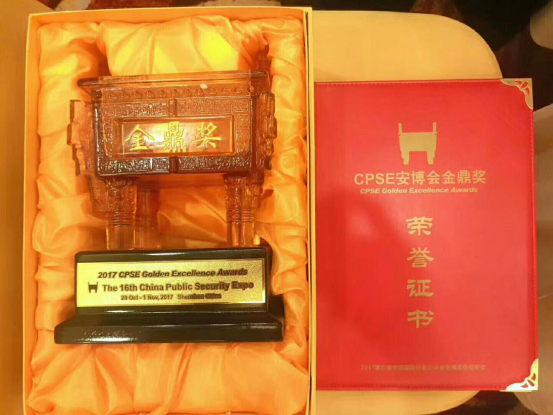 金鼎奖
2017 CPSE Golden Excellence Awards
The 16th China Public Security Expo
29 Oct - 1 Nov, 2017 Shenzhen China
CPSE安博会金鼎奖
CPSE Golden Excellence Awards
荣誉证书